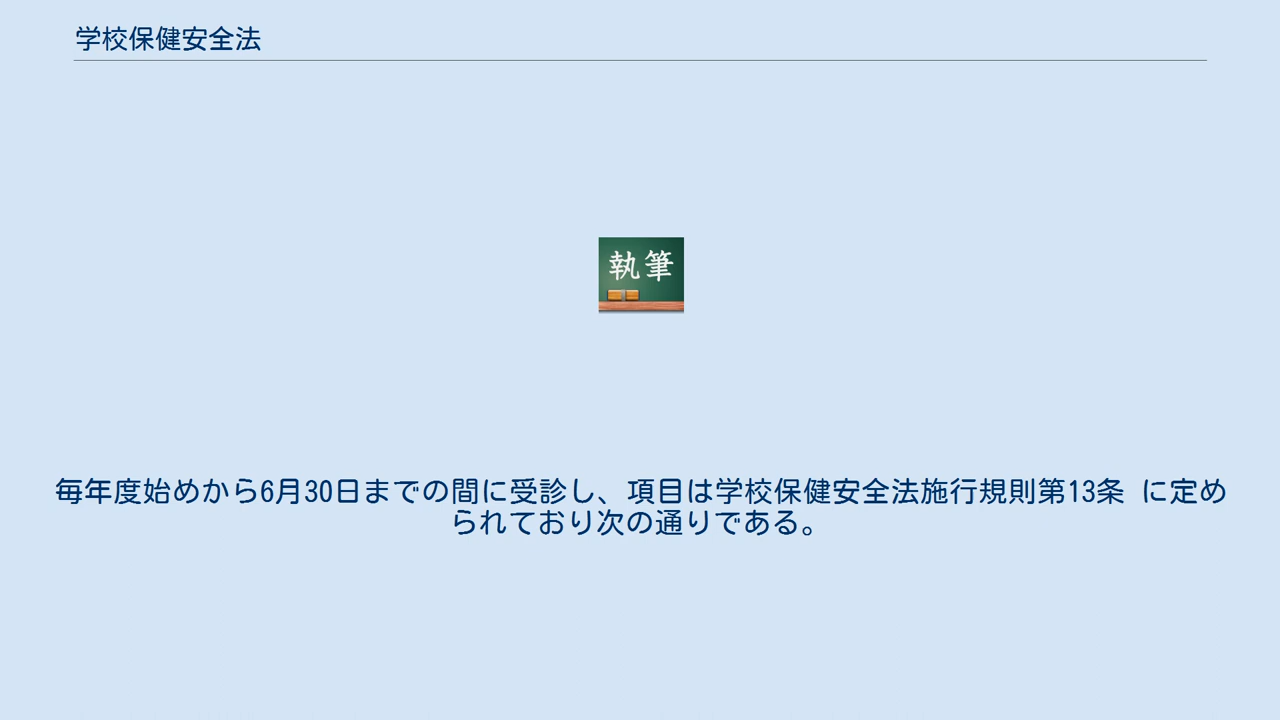 学校保健安全法
執筆
毎年度始めから6月30日までの間に受診し、項目は学校保健安全法施行規則第13条 に定め
られており次の通りである。